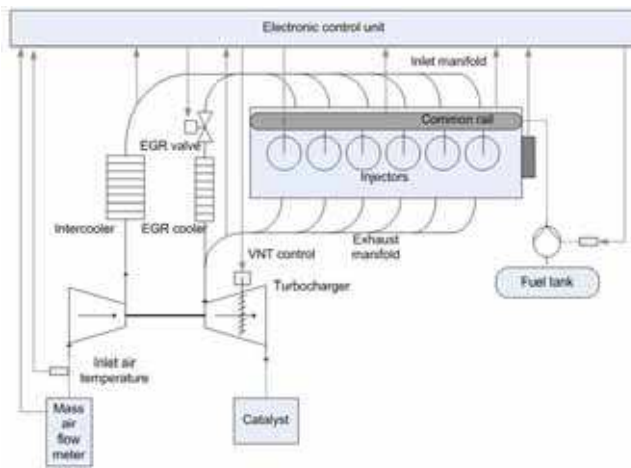 Electronic control unit
Inlet manifold
Common rail
EGR valve
Injectors
Intercooler
EGR cooler
Exhaust
manifold
VNT control
Turbocharger
Fuel tank
Inlet air
temperature
Mass
air
flow
meter
Catalyst